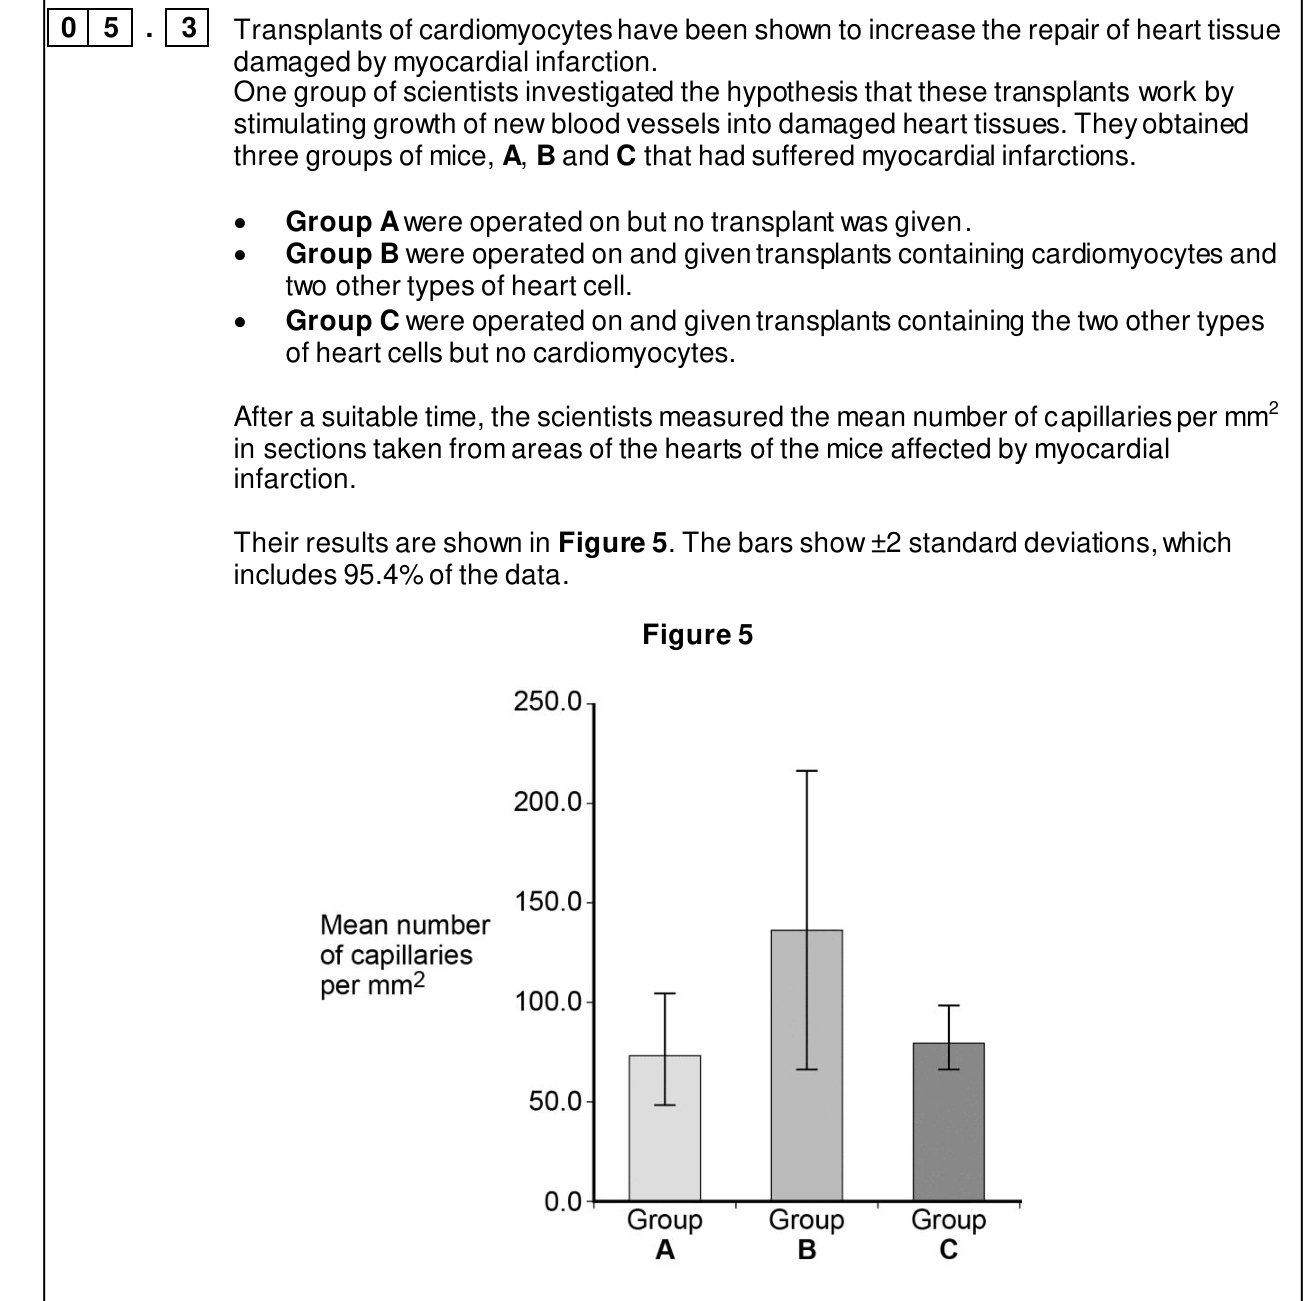 0 5 . 3 Transplants of cardiomyocytes have been shown to increase the repair of heart tissue
damaged by myocardial infarction.
One group of scientists investigated the hypothesis that these transplants work by
stimulating growth of new blood vessels into damaged heart tissues. They obtained
three groups of mice, A, B and C that had suffered myocardial infarctions.
• Group A were operated on but no transplant was given.
• Group B were operated on and given transplants containing cardiomyocytes and
two other types of heart cell.
• Group C were operated on and given transplants containing the two other types
of heart cells but no cardiomyocytes.
After a suitable time, the scientists measured the mean number of capillaries per mm²
in sections taken from areas of the hearts of the mice affected by myocardial
infarction.
Their results are shown in Figure 5. The bars show ±2 standard deviations, which
includes 95.4% of the data.
Figure 5
250.0
200.0
150.0
Mean number
of capillaries
per mm²
100.0
50.0
0.0
Group Group Group
A B C